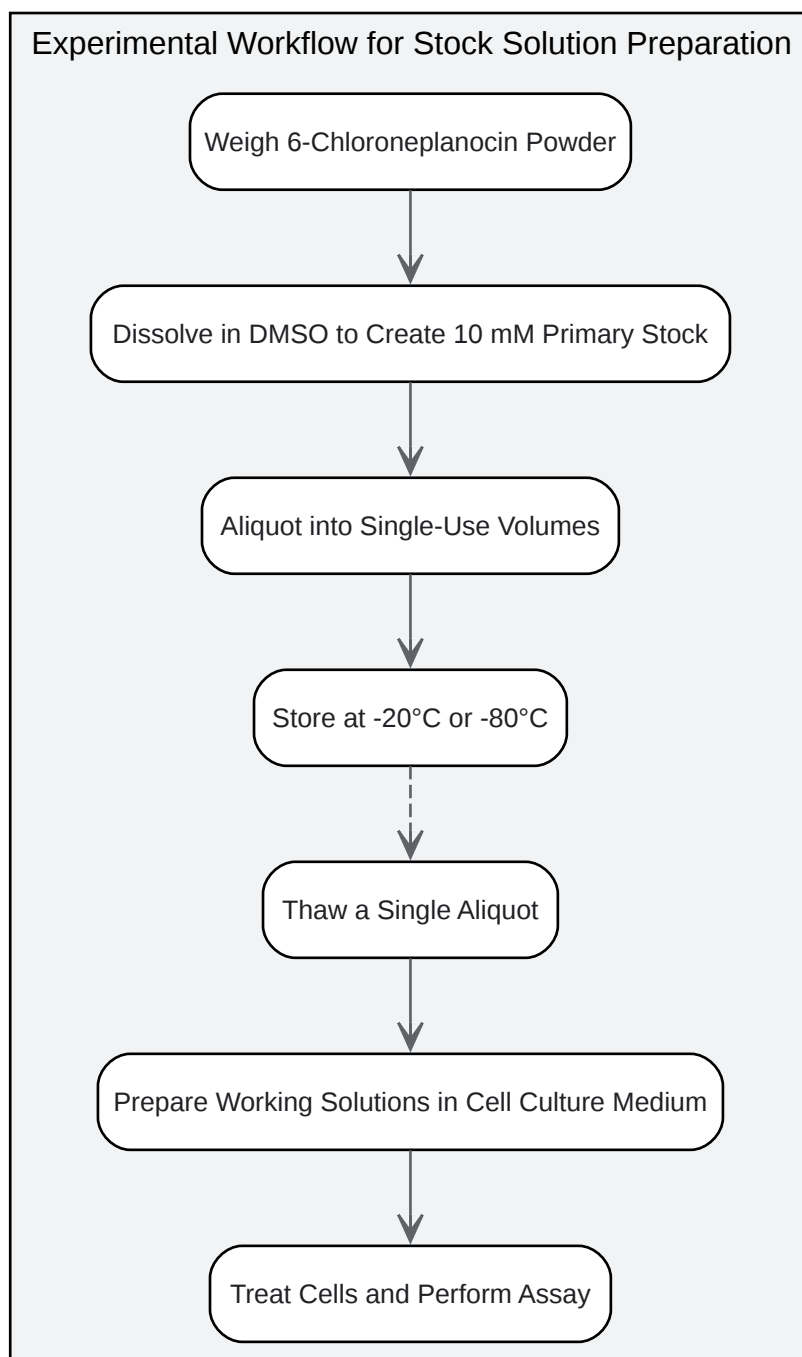 Experimental Workflow for Stock Solution Preparation
Weigh 6-Chloroneplanocin Powder
Dissolve in DMSO to Create 10 mM Primary Stock
Aliquot into Single-Use Volumes
Store at -20°C or -80°C
Thaw a Single Aliquot
Prepare Working Solutions in Cell Culture Medium
Treat Cells and Perform Assay